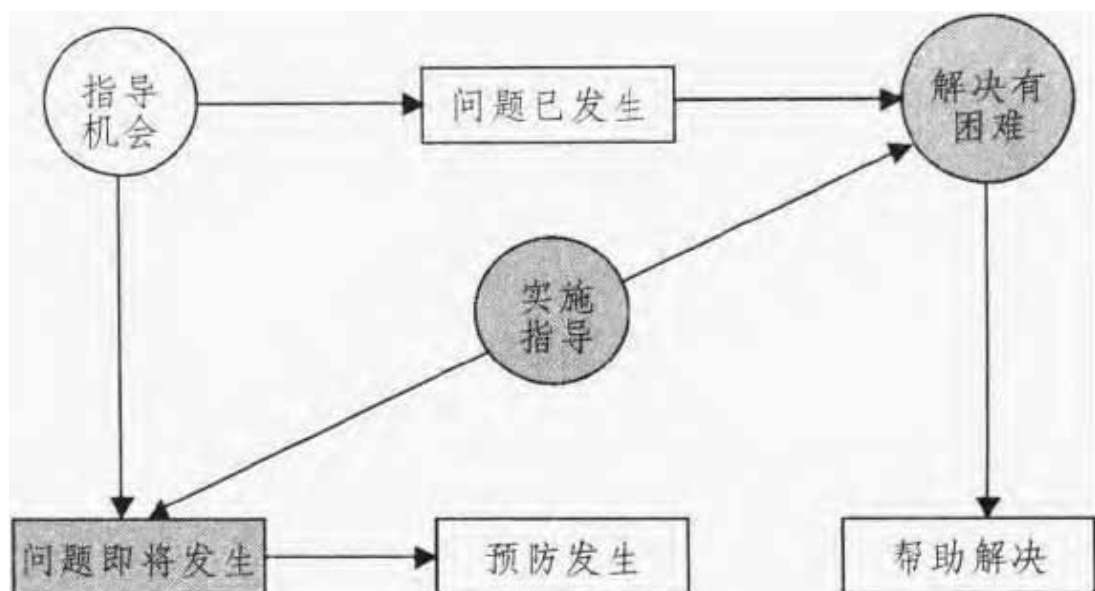 指导
机会
问题已发生
解决有
困难
实施
指导
问题即将发生
预防发生
帮助解决